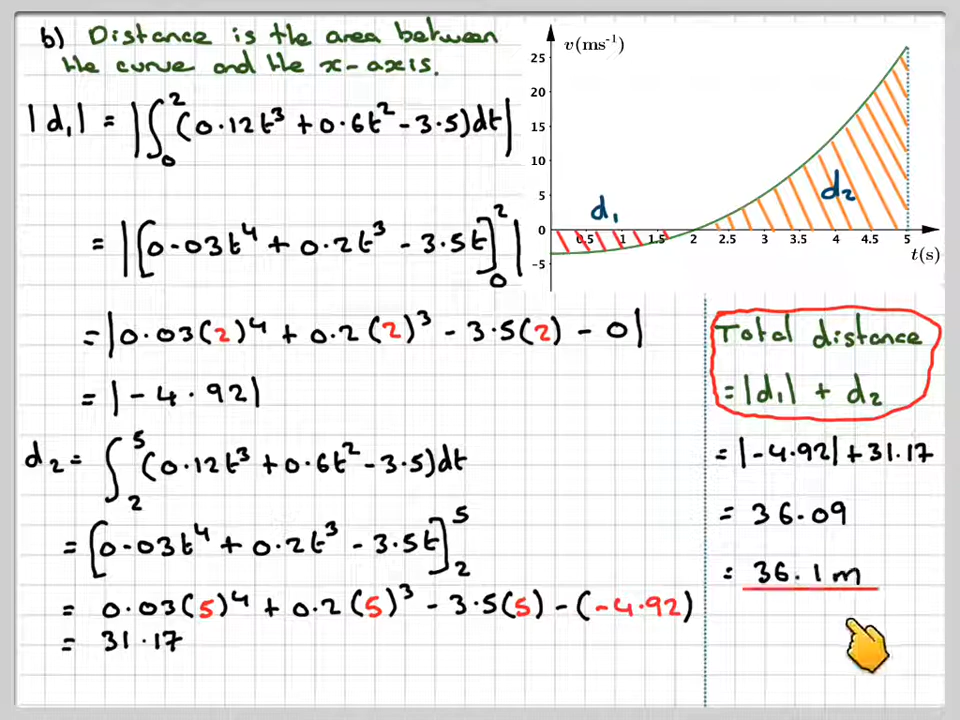 b) Distance is the area between
the curve and the x-axis.
|d₁| = |∫₀² (0.12t³ + 0.6t² - 3.5)dt|
= |[0.03t⁴ + 0.2t³ - 3.5t]₀²|
= |0.03(2)⁴ + 0.2(2)³ - 3.5(2) - 0|
= |-4.92|
d₂ = ∫₂⁵ (0.12t³ + 0.6t² - 3.5)dt
= [0.03t⁴ + 0.2t³ - 3.5t]₂⁵
= 0.03(5)⁴ + 0.2(5)³ - 3.5(5) - (-4.92)
= 31.17
v(ms⁻¹)
25
20
15
10
5
0
-5
0.5 1 1.5 2 2.5 3 3.5 4 4.5 5
t(s)
d₁
d₂
Total distance
= |d₁| + d₂
= |-4.92| + 31.17
= 36.09
= 36.1m